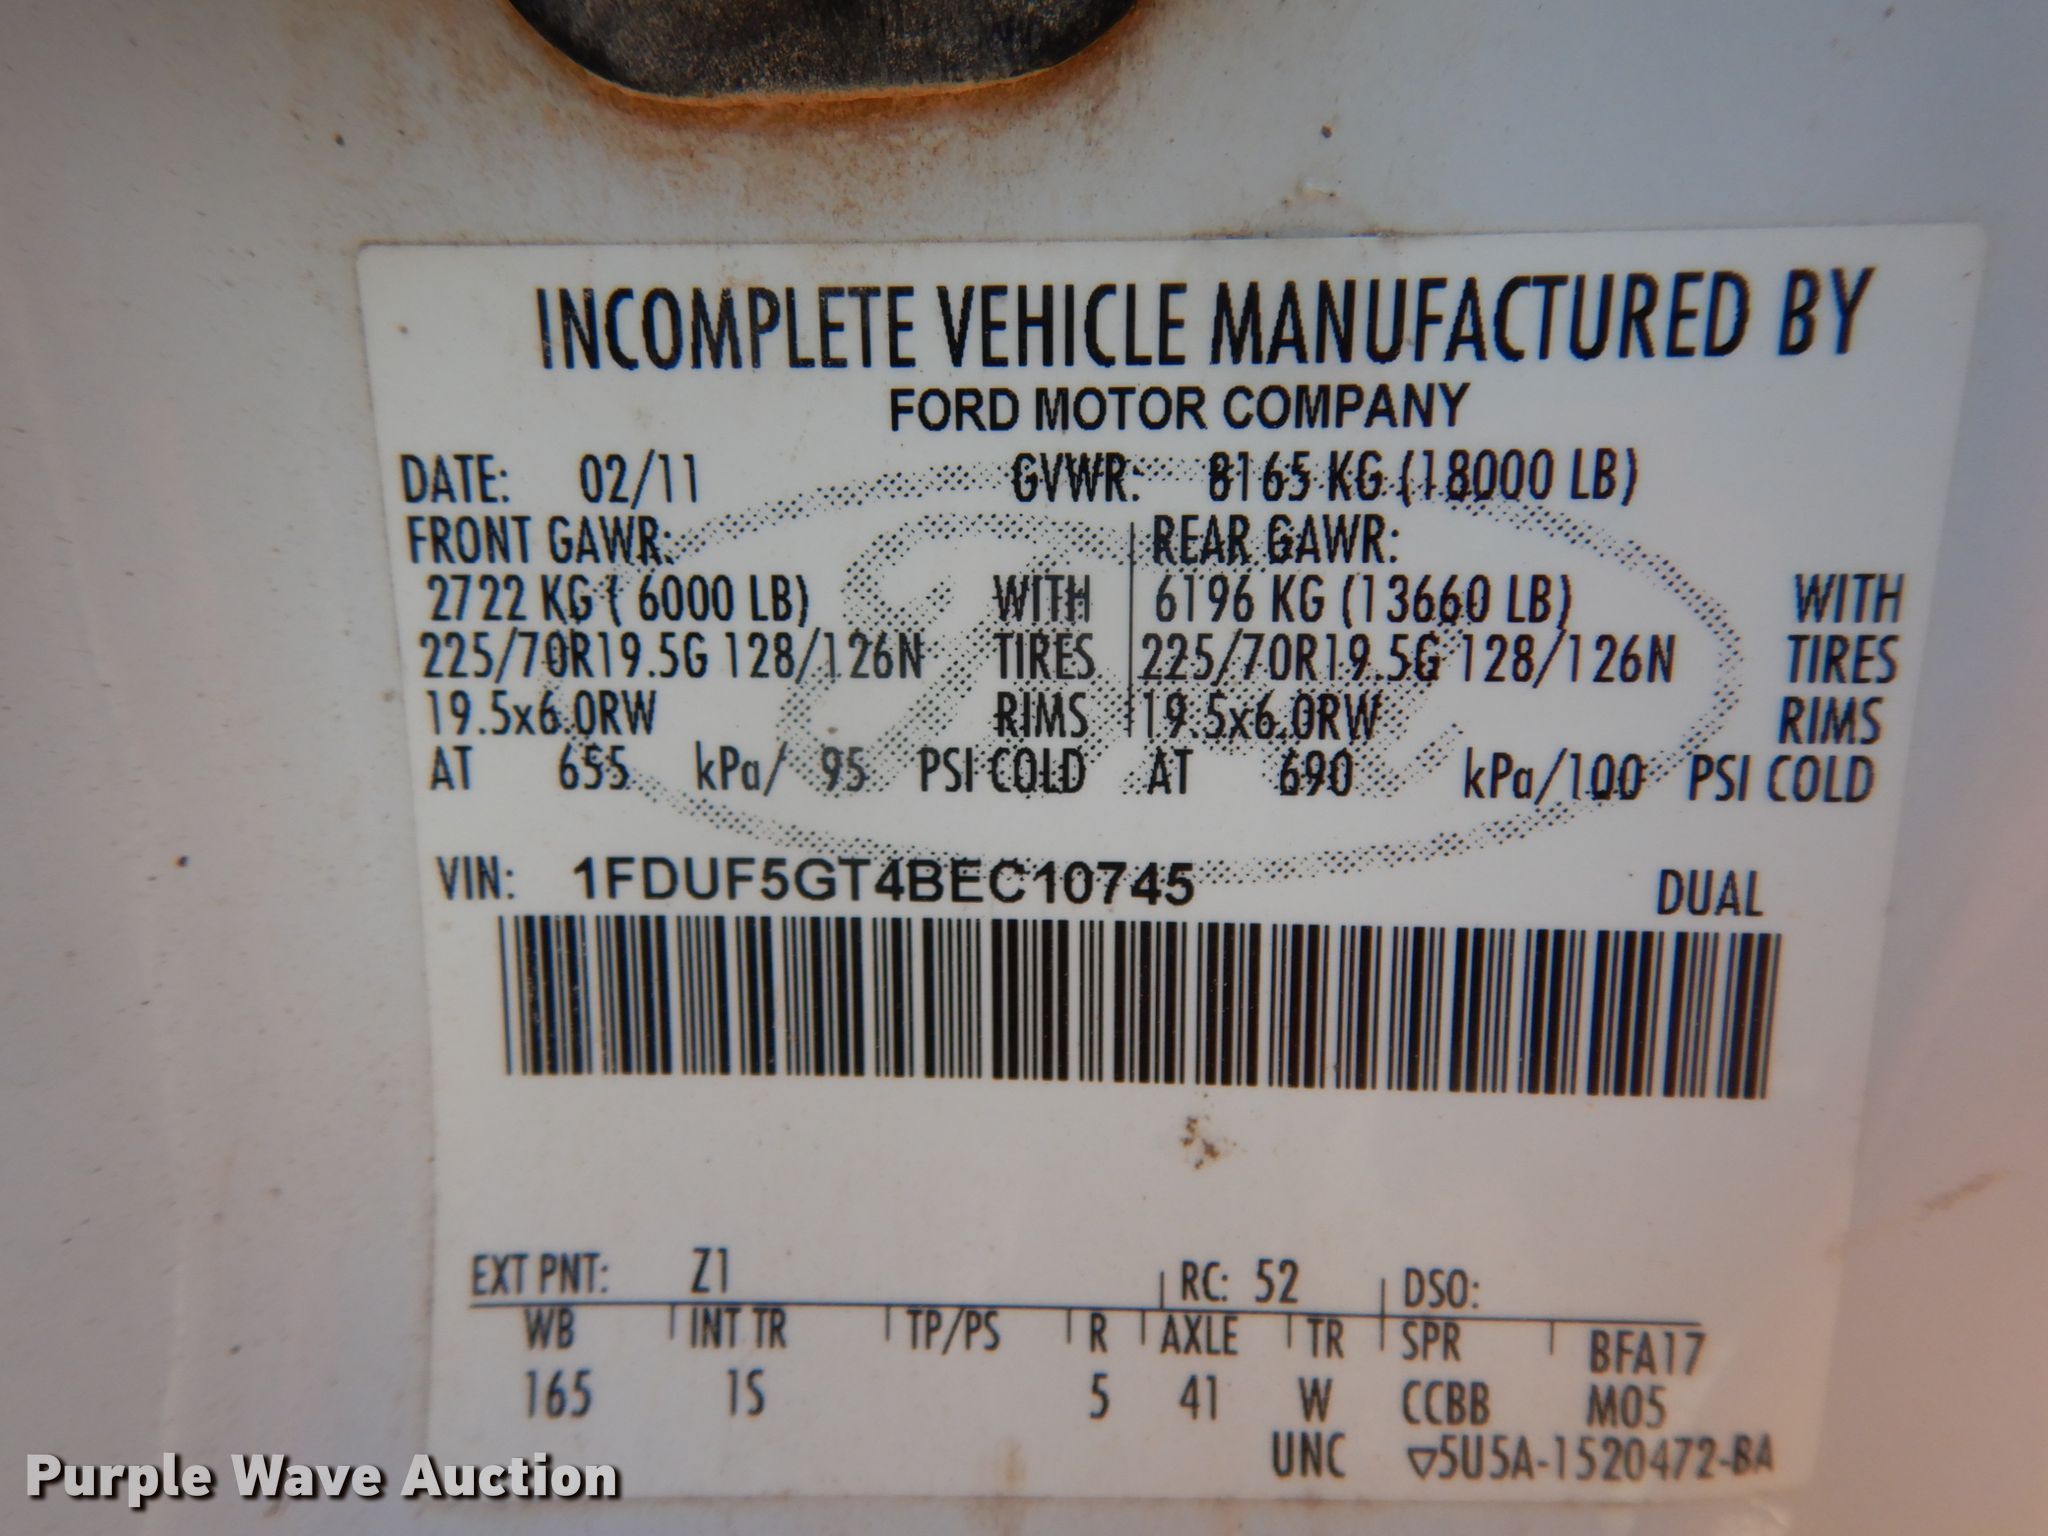 INCOMPLETE VEHICLE MANUFACTURED BY
FORD MOTOR COMPANY
DATE: 02/11 GVWR: 8165 KG (18000 LB)
FRONT GAWR: REAR GAWR:
2722 KG ( 6000 LB) WITH 6196 KG (13660 LB) WITH
225/70R19.5G 128/126N TIRES 225/70R19.5G 128/126N TIRES
19.5x6.0RW RIMS 19.5x6.0RW RIMS
AT 655 kPa/ 95 PSI COLD AT 690 kPa/100 PSI COLD
VIN: 1FDUF5GT4BEC10745 DUAL
EXT PNT: Z1 RC: 52 DSO:
WB INT TR TP/PS R AXLE TR SPR BFA17
165 1S 5 41 W CCBB M05
UNC ▽5U5A-1520472-BA
Purple Wave Auction